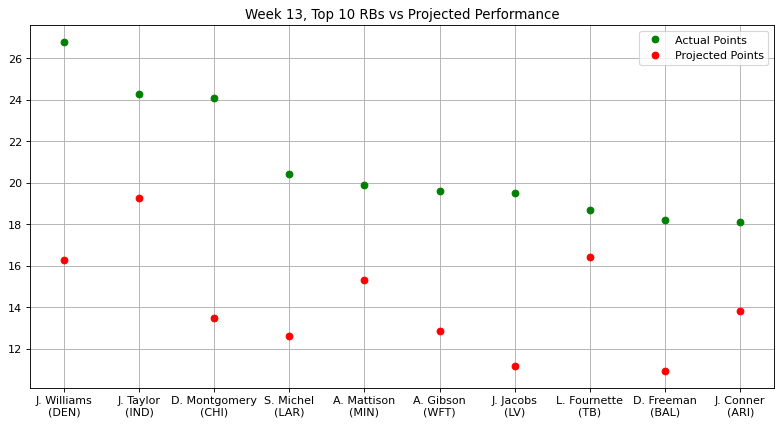 Week 13, Top 10 RBs vs Projected Performance
Actual Points
Projected Points
26
24
22
20
18
16
14
12
J. Williams J. Taylor D. Montgomery S. Michel A. Mattison A. Gibson J. Jacobs L. Fournette D. Freeman J. Conner
(DEN) (IND) (CHI) (LAR) (MIN) (WFT) (LV) (TB) (BAL) (ARI)